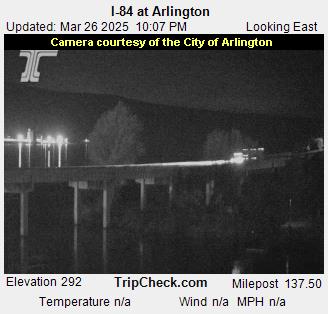 I-84 at Arlington
Updated: Mar 26 2025 10:07 PM Looking East
Camera courtesy of the City of Arlington
Elevation 292 TripCheck.com Milepost 137.50
Temperature n/a Wind n/a MPH n/a